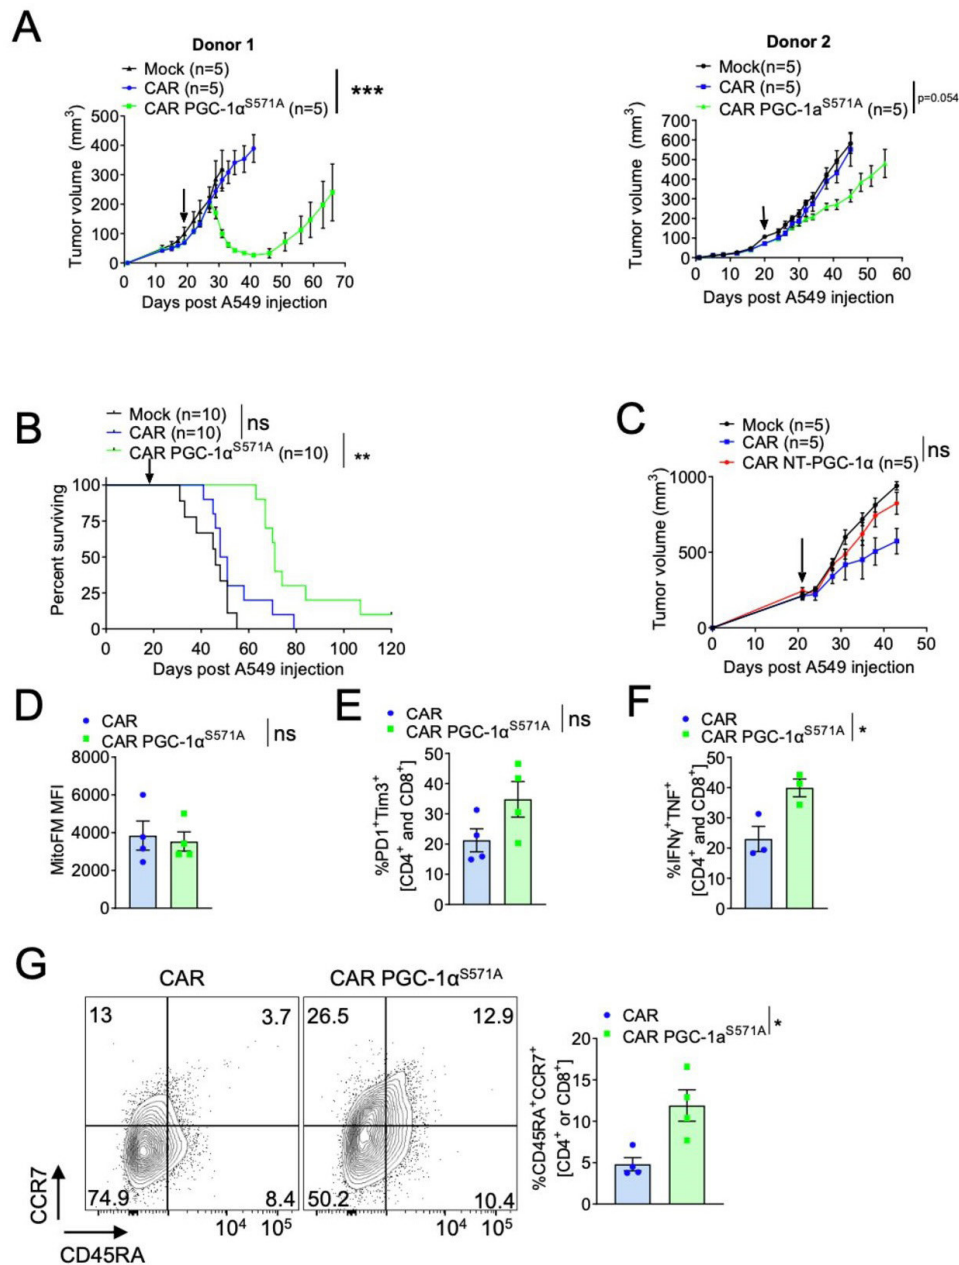 A
Donor 1
Mock (n=5)
CAR (n=5)
CAR PGC-1α^S571A (n=5)
***
Tumor volume (mm³)
500
400
300
200
100
0
0 10 20 30 40 50 60 70
Days post A549 injection
Donor 2
Mock(n=5)
CAR (n=5)
CAR PGC-1a^S571A (n=5)
p=0.054
Tumor volume (mm³)
700
600
500
400
300
200
100
0
0 10 20 30 40 50 60
Days post A549 injection
B
Mock (n=10)
CAR (n=10)
CAR PGC-1α^S571A (n=10)
ns
**
Percent surviving
100
75
50
25
0
0 20 40 60 80 100 120
Days post A549 injection
C
Mock (n=5)
CAR (n=5)
CAR NT-PGC-1α (n=5)
ns
Tumor volume (mm³)
1000
500
0
0 10 20 30 40 50
Days post A549 injection
D
CAR
CAR PGC-1α^S571A
ns
MitoFM MFI
8000
6000
4000
2000
0
E
CAR
CAR PGC-1α^S571A
ns
%PD1⁺Tim3⁺
[CD4⁺ and CD8⁺]
50
40
30
20
10
0
F
CAR
CAR PGC-1α^S571A
*
%IFNγ⁺TNF⁺
[CD4⁺ and CD8⁺]
50
40
30
20
10
0
G
CAR
13 3.7
74.9 8.4
10⁴ 10⁵
CCR7
CD45RA
CAR PGC-1α^S571A
26.5 12.9
50.2 10.4
10⁴ 10⁵
CAR
CAR PGC-1a^S571A
*
%CD45RA⁺CCR7⁺
[CD4⁺ or CD8⁺]
20
15
10
5
0